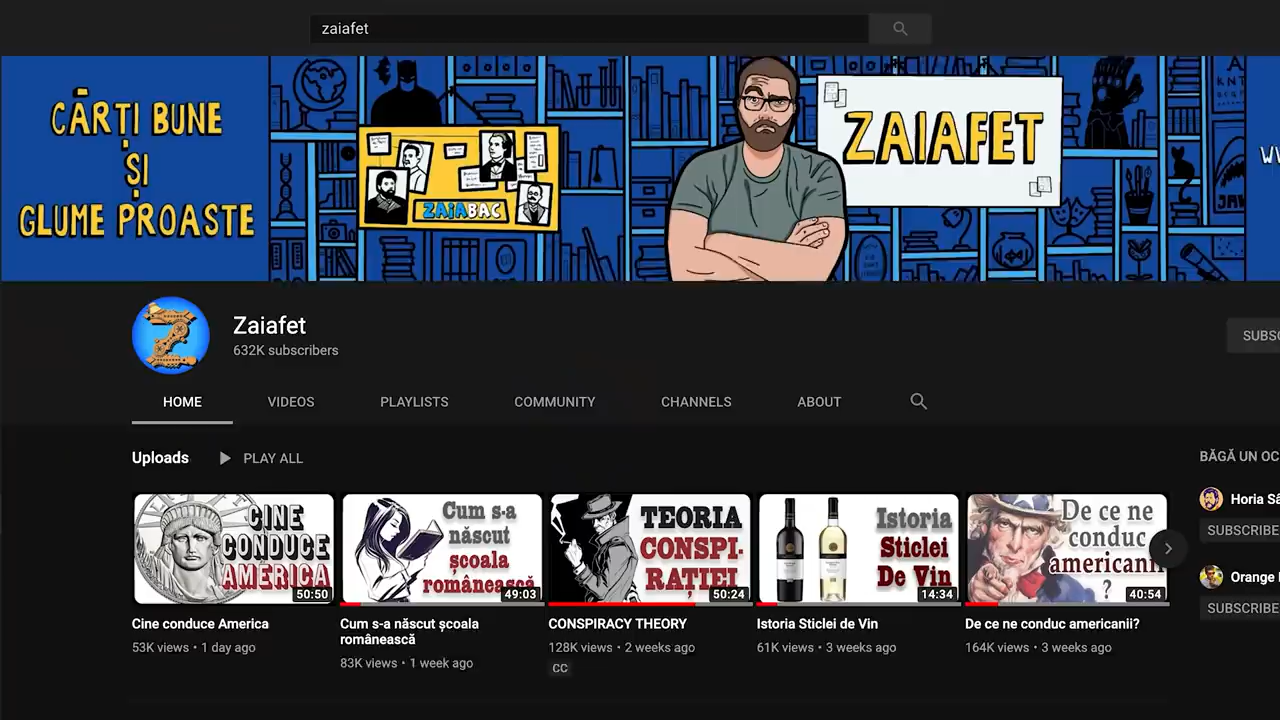 zaiafet
CĂRȚI BUNE
ȘI
GLUME PROASTE
ZAIABAC
ZAIAFET
Zaiafet
632K subscribers
HOME VIDEOS PLAYLISTS COMMUNITY CHANNELS ABOUT
Uploads PLAY ALL
CINE
CONDUCE
AMERICA
50:50
Cine conduce America
53K views • 1 day ago
Cum s-a
născut
școala
românească
49:03
Cum s-a născut școala
românească
83K views • 1 week ago
TEORIA
CONSPI-
RAȚIEI
50:24
CONSPIRACY THEORY
128K views • 2 weeks ago
CC
Istoria
Sticlei
De Vin
14:34
Istoria Sticlei de Vin
61K views • 3 weeks ago
De ce ne
conduc
americanii
?
40:54
De ce ne conduc americanii?
164K views • 3 weeks ago
BĂGĂ UN OC
Horia
SUBSCRIBE
Orange
SUBSCRIBE